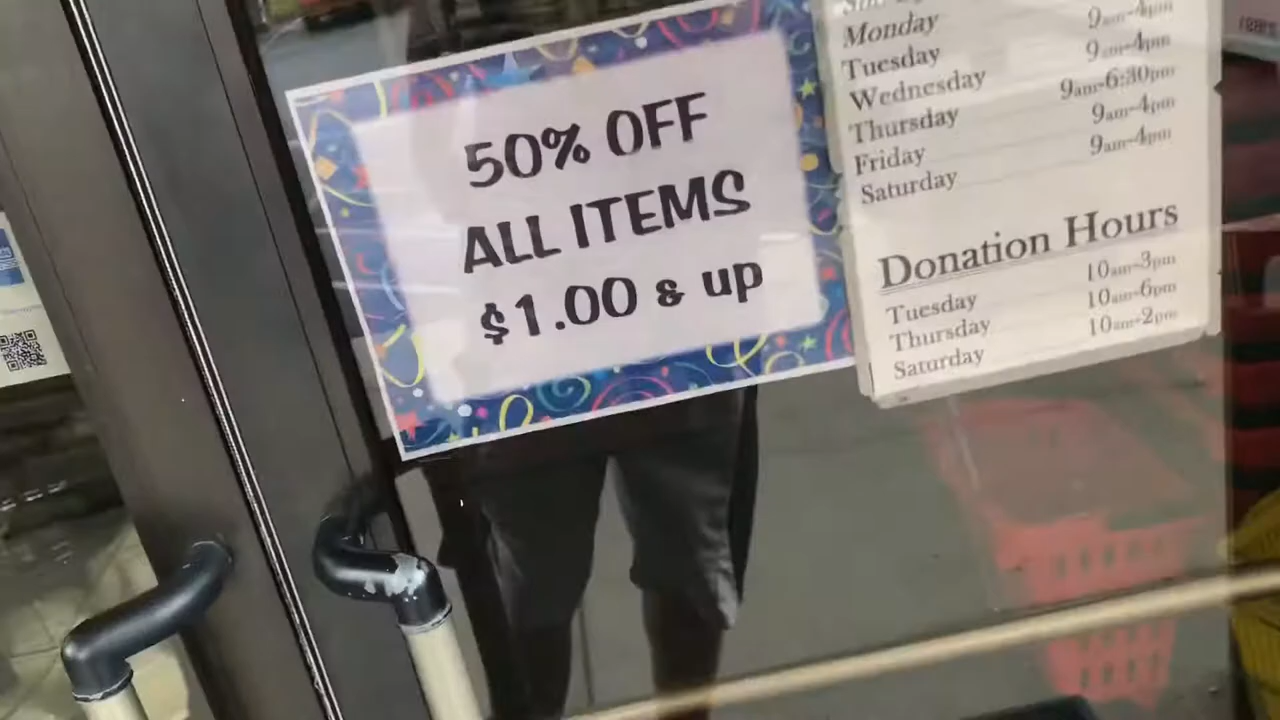 50% OFF
ALL ITEMS
$1.00 & up
Monday 9am-4pm
Tuesday 9am-4pm
Wednesday 9am-6:30pm
Thursday 9am-4pm
Friday 9am-4pm
Saturday
Donation Hours
Tuesday 10am-3pm
Thursday 10am-6pm
Saturday 10am-2pm